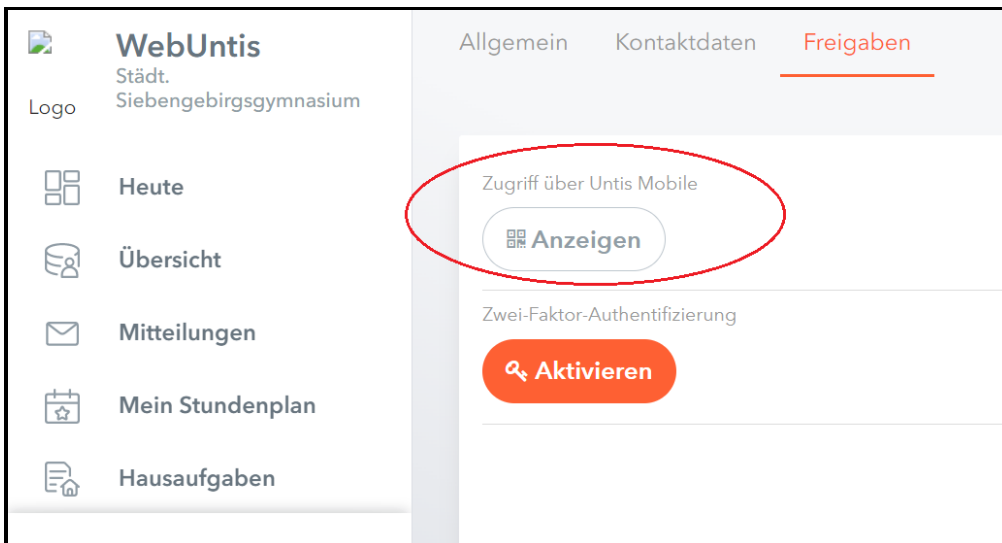 Logo
WebUntis
Städt.
Siebengebirgsgymnasium
Heute
Übersicht
Mitteilungen
Mein Stundenplan
Hausaufgaben
Allgemein Kontaktdaten Freigaben
Zugriff über Untis Mobile
Anzeigen
Zwei-Faktor-Authentifizierung
Aktivieren